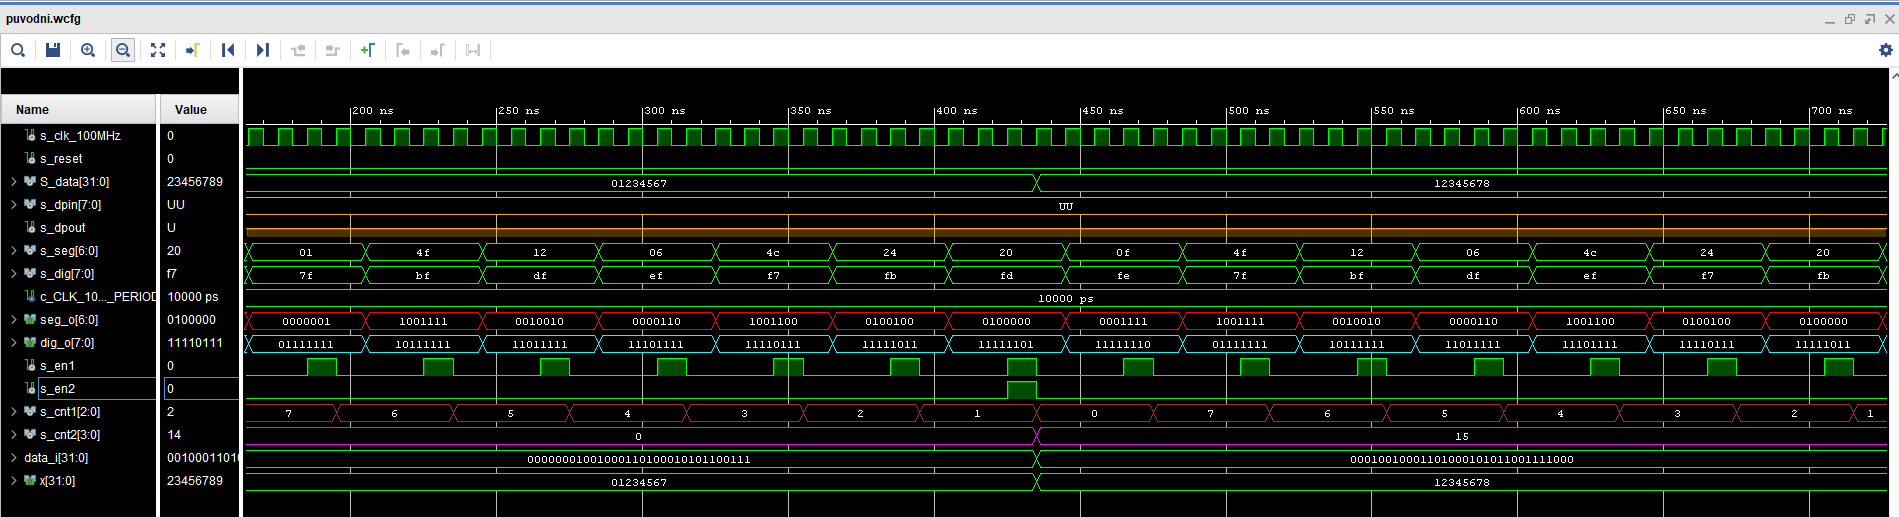 puvodni.wcfg
200 ns 250 ns 300 ns 350 ns 400 ns 450 ns 500 ns 550 ns 600 ns 650 ns 700 ns
Name Value
s_clk_100MHz 0
s_reset 0
S_data[31:0] 23456789 01234567 12345678
s_dpin[7:0] UU UU
s_dpout U
s_seg[6:0] 20 01 4f 12 06 4c 24 20 0f 4f 12 06 4c 24 20
s_dig[7:0] f7 7f bf df ef f7 fb fd fe 7f bf df ef f7 fb
c_CLK_10..._PERIOD 10000 ps 10000 ps
seg_o[6:0] 0100000 0000001 1001111 0010010 0000110 1001100 0100100 0100000 0001111 1001111 0010010 0000110 1001100 0100100 0100000
dig_o[7:0] 11110111 01111111 10111111 11011111 11101111 11110111 11111011 11111101 11111110 01111111 10111111 11011111 11101111 11110111 11111011
s_en1 0
s_en2 0
s_cnt1[2:0] 2 7 6 5 4 3 2 1 0 7 6 5 4 3 2 1
s_cnt2[3:0] 14 0 15
data_i[31:0] 0010001101 00000001001000110100010101100111 00010010001101000101011001111000
x[31:0] 23456789 01234567 12345678